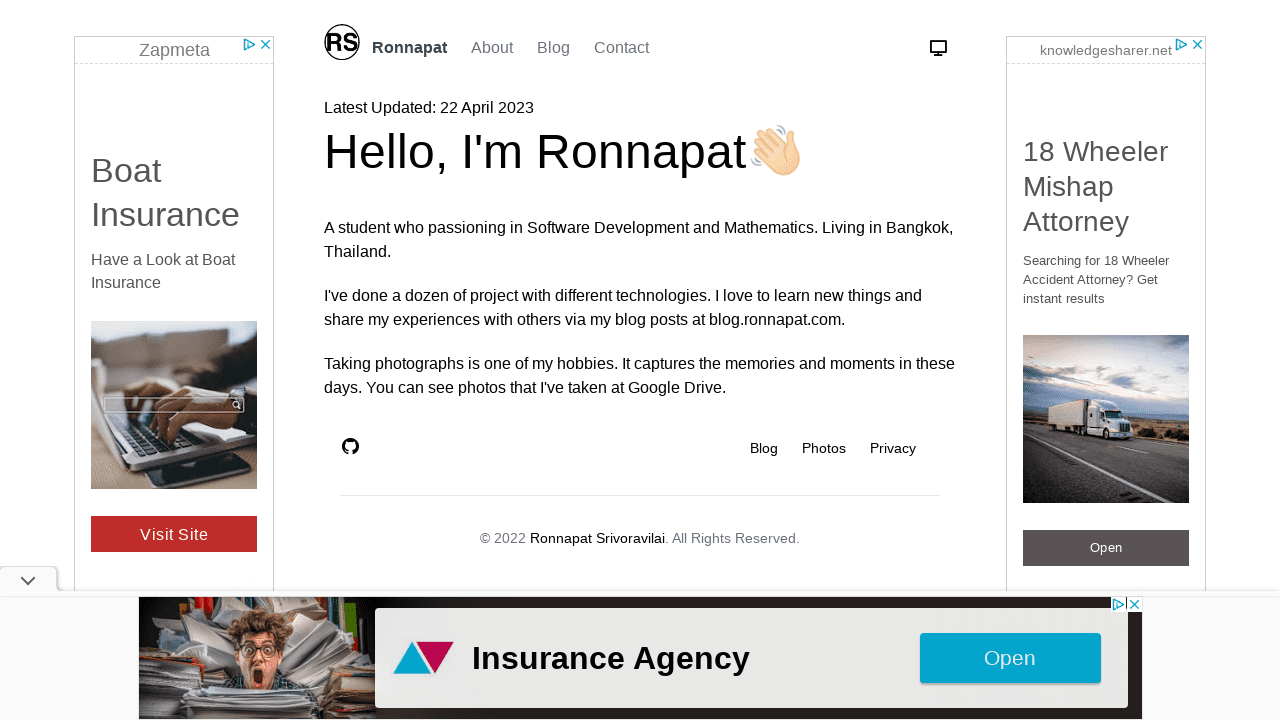 RS
Ronnapat
About
Blog
Contact
Zapmeta
Boat
Insurance
Have a Look at Boat
Insurance
Visit Site
Latest Updated: 22 April 2023
Hello, I'm Ronnapat
A student who passioning in Software Development and Mathematics. Living in Bangkok,
Thailand.
I've done a dozen of project with different technologies. I love to learn new things and
share my experiences with others via my blog posts at blog.ronnapat.com.
Taking photographs is one of my hobbies. It captures the memories and moments in these
days. You can see photos that I've taken at Google Drive.
Blog
Photos
Privacy
© 2022 Ronnapat Srivoravilai. All Rights Reserved.
knowledgesharer.net
18 Wheeler
Mishap
Attorney
Searching for 18 Wheeler
Accident Attorney? Get
instant results
Open
Insurance Agency
Open